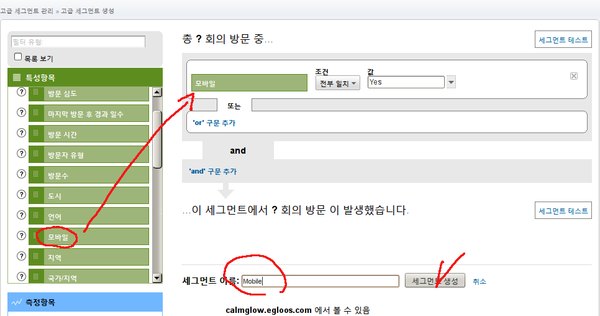 고급 세그먼트 관리 » 고급 세그먼트 생성
필터 유형
목록 보기
특성항목
방문 심도
마지막 방문 후 경과 일수
방문 시간
방문자 유형
방문수
도시
언어
모바일
지역
국가/지역
측정항목
총 ? 회의 방문 중...
세그먼트 테스트
조건
값
모바일
전부 일치
Yes
또는
'or' 구문 추가
and
'and' 구문 추가
...이 세그먼트에서 ? 회의 방문 이 발생했습니다.
세그먼트 테스트
세그먼트 이름:
Mobile
세그먼트 생성
취소
calmglow.egloos.com 에서 볼 수 있음